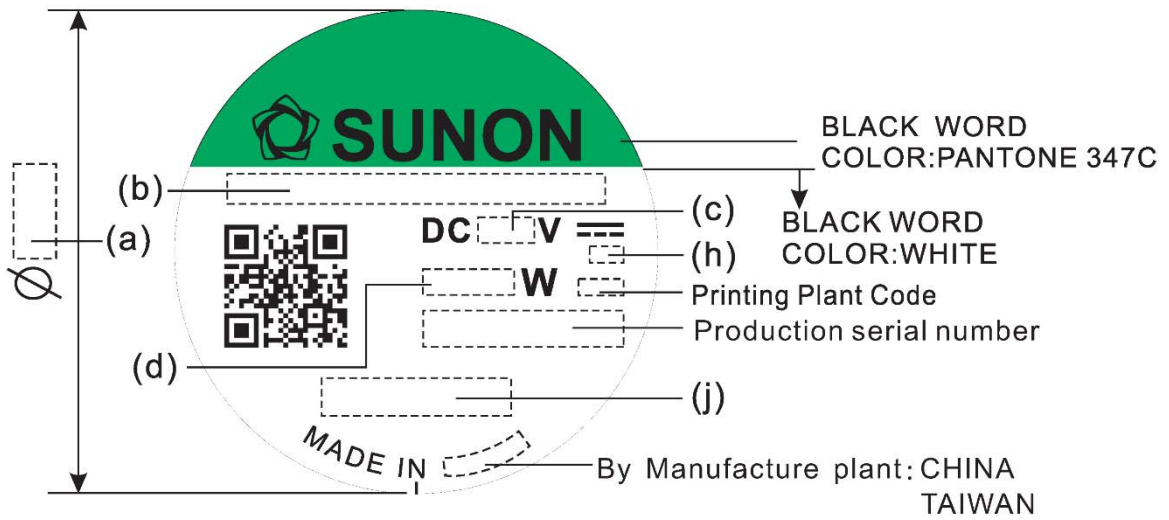 SUNON
BLACK WORD
COLOR:PANTONE 347C
(b)
(c)
DC V
BLACK WORD
COLOR:WHITE
(a)
(h)
Ø
W
Printing Plant Code
Production serial number
(d)
(j)
MADE IN
By Manufacture plant: CHINA
TAIWAN